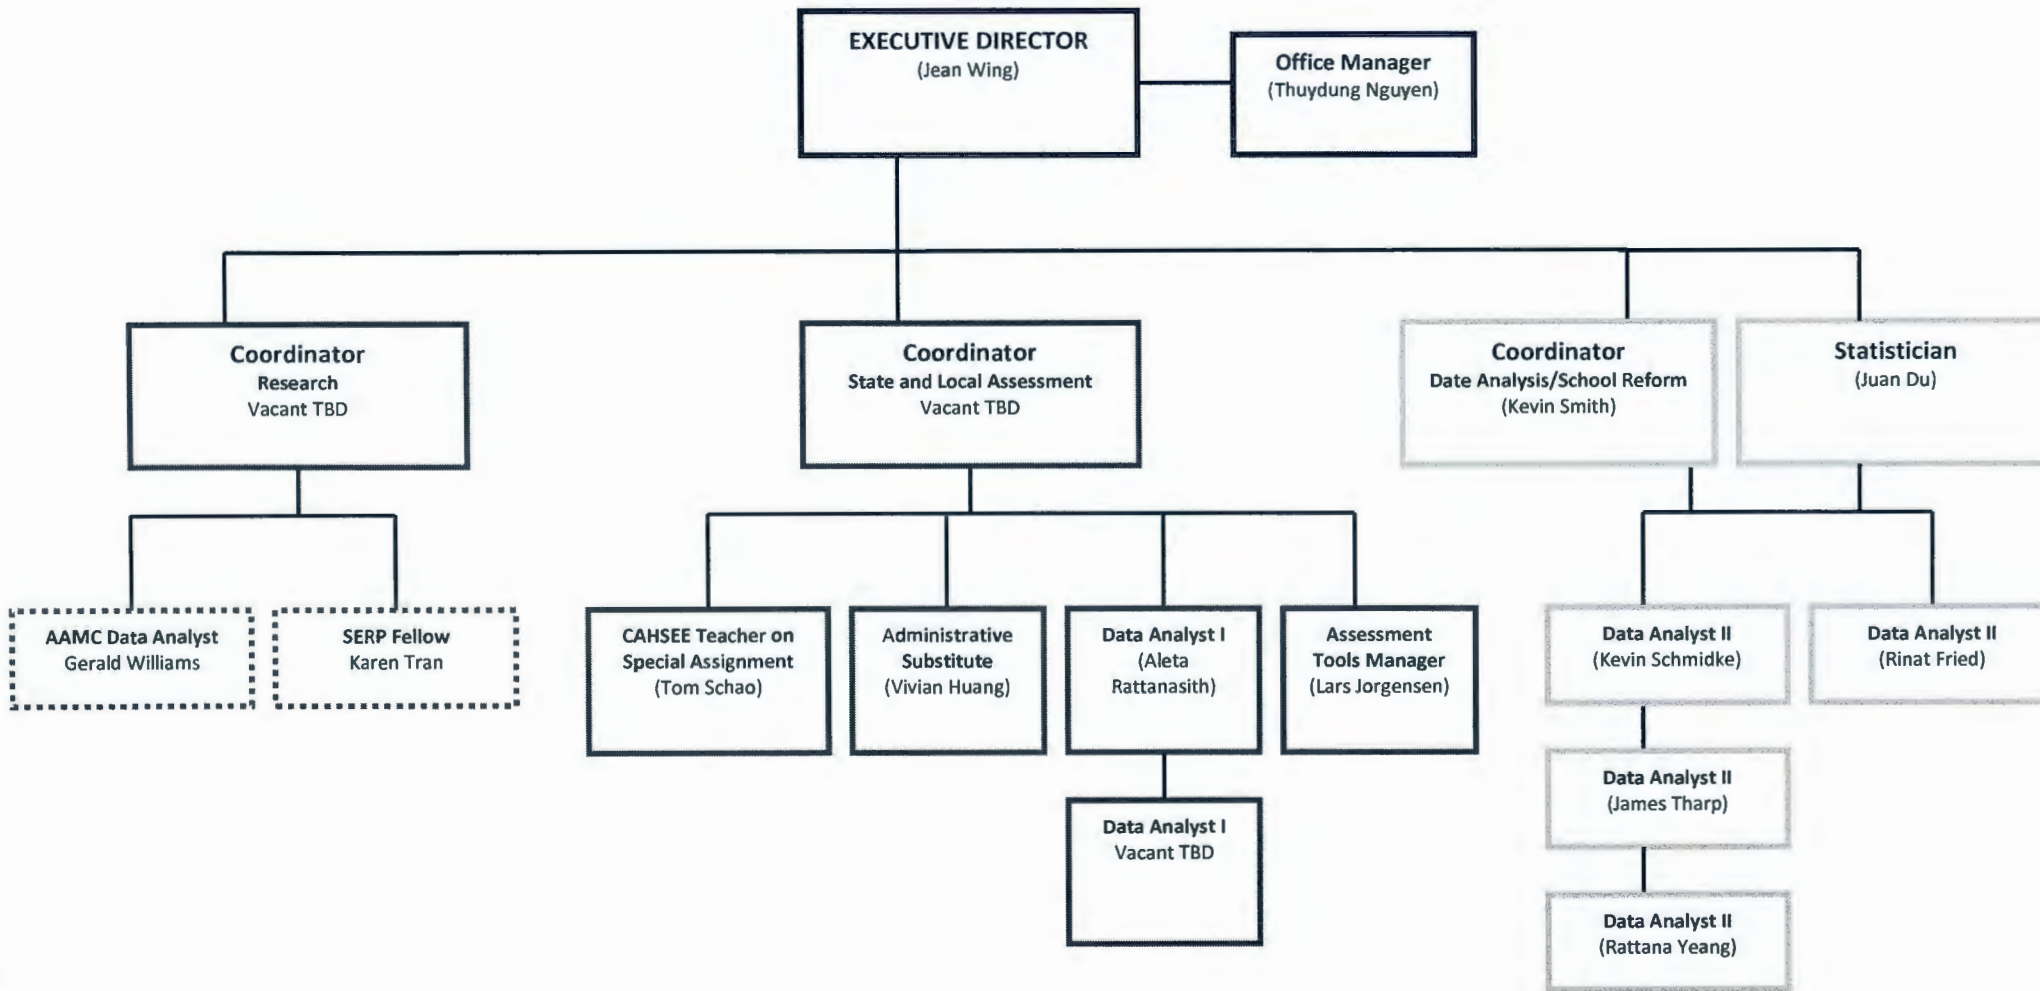 EXECUTIVE DIRECTOR
(Jean Wing)
Office Manager
(Thuydung Nguyen)
Coordinator
Research
Vacant TBD
Coordinator
State and Local Assessment
Vacant TBD
Coordinator
Date Analysis/School Reform
(Kevin Smith)
Statistician
(Juan Du)
AAMC Data Analyst
Gerald Williams
SERP Fellow
Karen Tran
CAHSEE Teacher on
Special Assignment
(Tom Schao)
Administrative
Substitute
(Vivian Huang)
Data Analyst I
(Aleta
Rattanasith)
Assessment
Tools Manager
(Lars Jorgensen)
Data Analyst II
(Kevin Schmidke)
Data Analyst II
(Rinat Fried)
Data Analyst I
Vacant TBD
Data Analyst II
(James Tharp)
Data Analyst II
(Rattana Yeang)